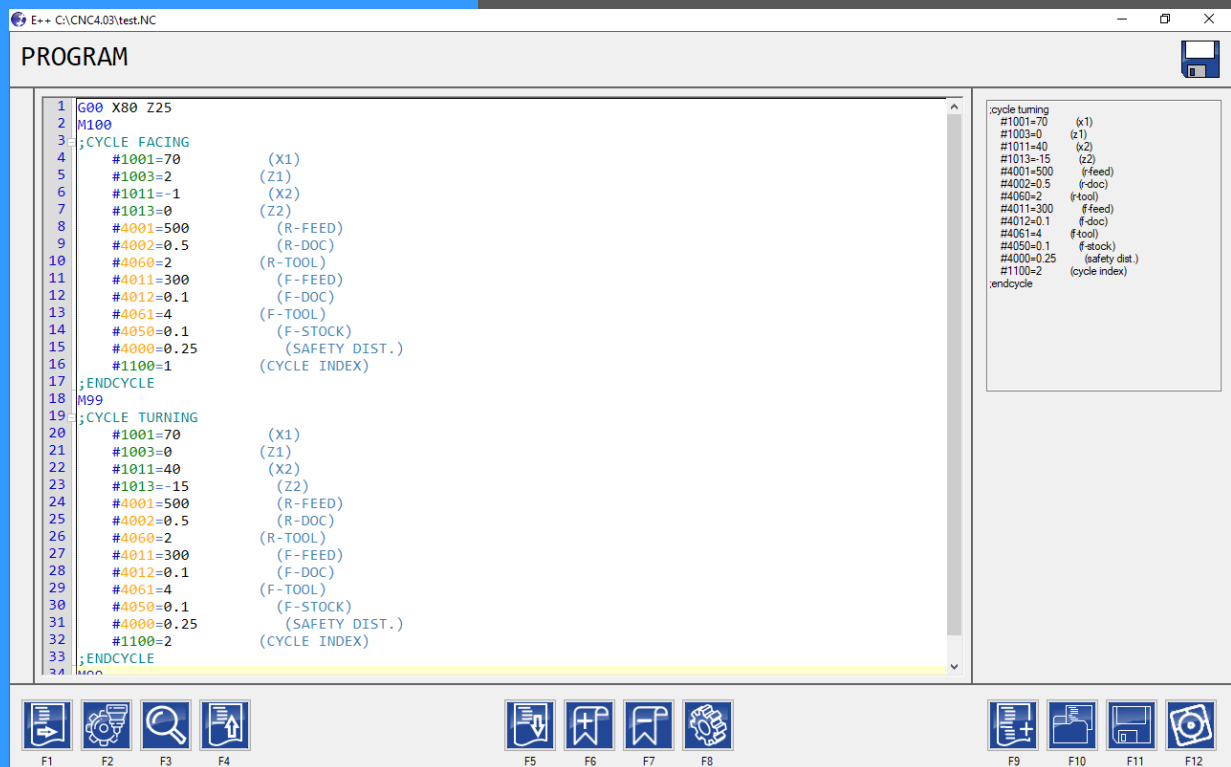 E++ C:\CNC4.03\test.NC
PROGRAM
1 G00 X80 Z25
2 M100
3 ;CYCLE FACING
4 #1001=70 (X1)
5 #1003=2 (Z1)
6 #1011=-1 (X2)
7 #1013=0 (Z2)
8 #4001=500 (R-FEED)
9 #4002=0.5 (R-DOC)
10 #4060=2 (R-TOOL)
11 #4011=300 (F-FEED)
12 #4012=0.1 (F-DOC)
13 #4061=4 (F-TOOL)
14 #4050=0.1 (F-STOCK)
15 #4000=0.25 (SAFETY DIST.)
16 #1100=1 (CYCLE INDEX)
17 ;ENDCYCLE
18 M99
19 ;CYCLE TURNING
20 #1001=70 (X1)
21 #1003=0 (Z1)
22 #1011=40 (X2)
23 #1013=-15 (Z2)
24 #4001=500 (R-FEED)
25 #4002=0.5 (R-DOC)
26 #4060=2 (R-TOOL)
27 #4011=300 (F-FEED)
28 #4012=0.1 (F-DOC)
29 #4061=4 (F-TOOL)
30 #4050=0.1 (F-STOCK)
31 #4000=0.25 (SAFETY DIST.)
32 #1100=2 (CYCLE INDEX)
33 ;ENDCYCLE
34 M99
;cycle turning
#1001=70 (x1)
#1003=0 (z1)
#1011=40 (x2)
#1013=-15 (z2)
#4001=500 (r-feed)
#4002=0.5 (r-doc)
#4060=2 (r-tool)
#4011=300 (f-feed)
#4012=0.1 (f-doc)
#4061=4 (f-tool)
#4050=0.1 (f-stock)
#4000=0.25 (safety dist.)
#1100=2 (cycle index)
;endcycle
F1 F2 F3 F4 F5 F6 F7 F8 F9 F10 F11 F12